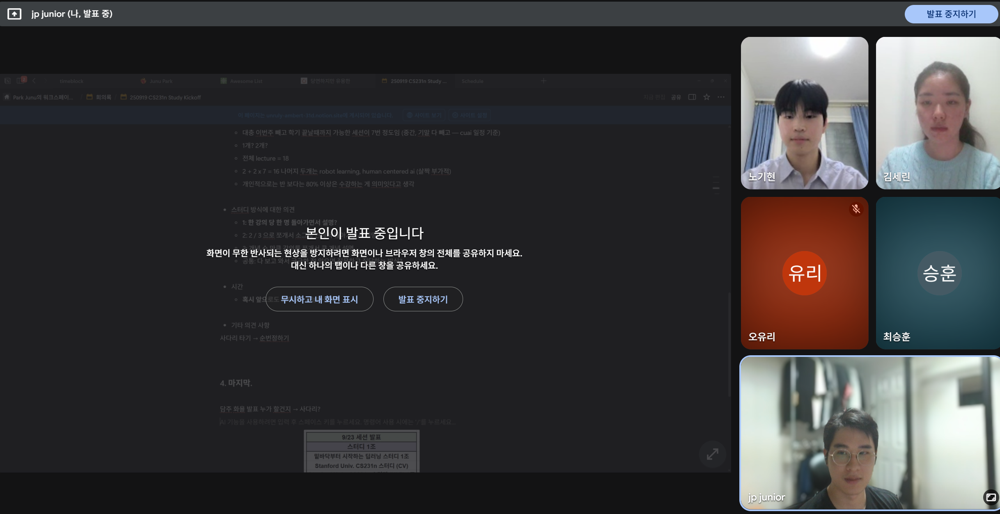 jp junior (나, 발표 중)
발표 중지하기
2
timeblock
Junu Park
Awesome List
당연하지만 유용한
250919 CS231n Study ...
Schedule
Park Junu의 워크스페이...
/
회의록
/
250919 CS231n Study Kickoff
지금 편집
공유
이 페이지는 unruly-ambert-31d.notion.site에 게시되어 있습니다.
사이트 보기
사이트 설정
대충 이번주 빼고 학기 끝날때까지 가능한 세션이 7번 정도임 (중간, 기말 다 빼고 — cuai 일정 기준)
1개? 2개?
전체 lecture = 18
2 + 2 x 7 = 16 나머지 두개는 robot learning, human centered ai (살짝 부가적)
개인적으로는 반 보다는 80% 이상은 수강하는 게 의미잇다고 생각
스터디 방식에 대한 의견
1: 한 강의 당 한 명 돌아가면서 설명?
2: 2 / 3 으로 쪼개서
본인이 발표 중입니다
화면이 무한 반사되는 현상을 방지하려면 화면이나 브라우저 창의 전체를 공유하지 마세요.
대신 하나의 탭이나 다른 창을 공유하세요.
시간
혹시 앞으로도
무시하고 내 화면 표시
발표 중지하기
기타 의견 사항
사다리 타기 → 순번정하기
4. 마지막.
담주 화욜 발표 누가 할건지 → 사다리?
AI 기능을 사용하려면 입력 후 스페이스 키를 누르세요. 명령어 사용 시에는 '/'를 누르세요...
9/23 세션 발표
스터디 1조
밑바닥부터 시작하는 딥러닝 스터디 1조
Stanford Univ. CS231n 스터디 (CV)
노기현
김세린
유리
오유리
승훈
최승훈
jp junior